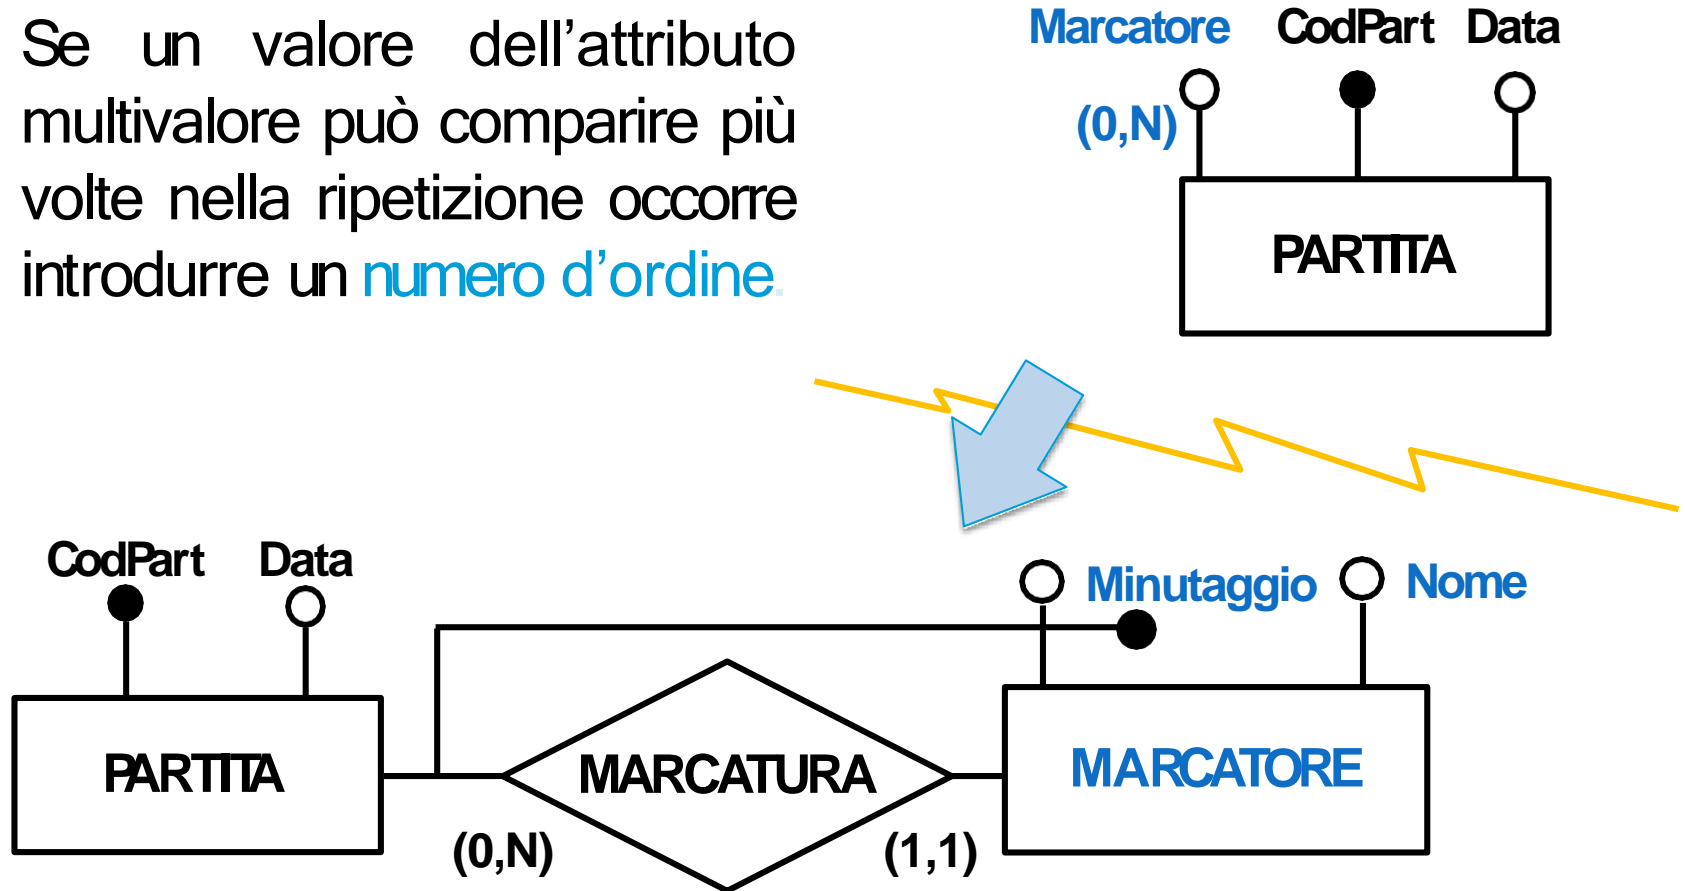 Se un valore dell’attributo
multivalore può comparire più
volte nella ripetizione occorre
introdurre un numero d’ordine.
Marcatore CodPart Data
(0,N)
PARTITA
CodPart Data
Minutaggio Nome
PARTITA MARCATURA MARCATORE
(0,N) (1,1)